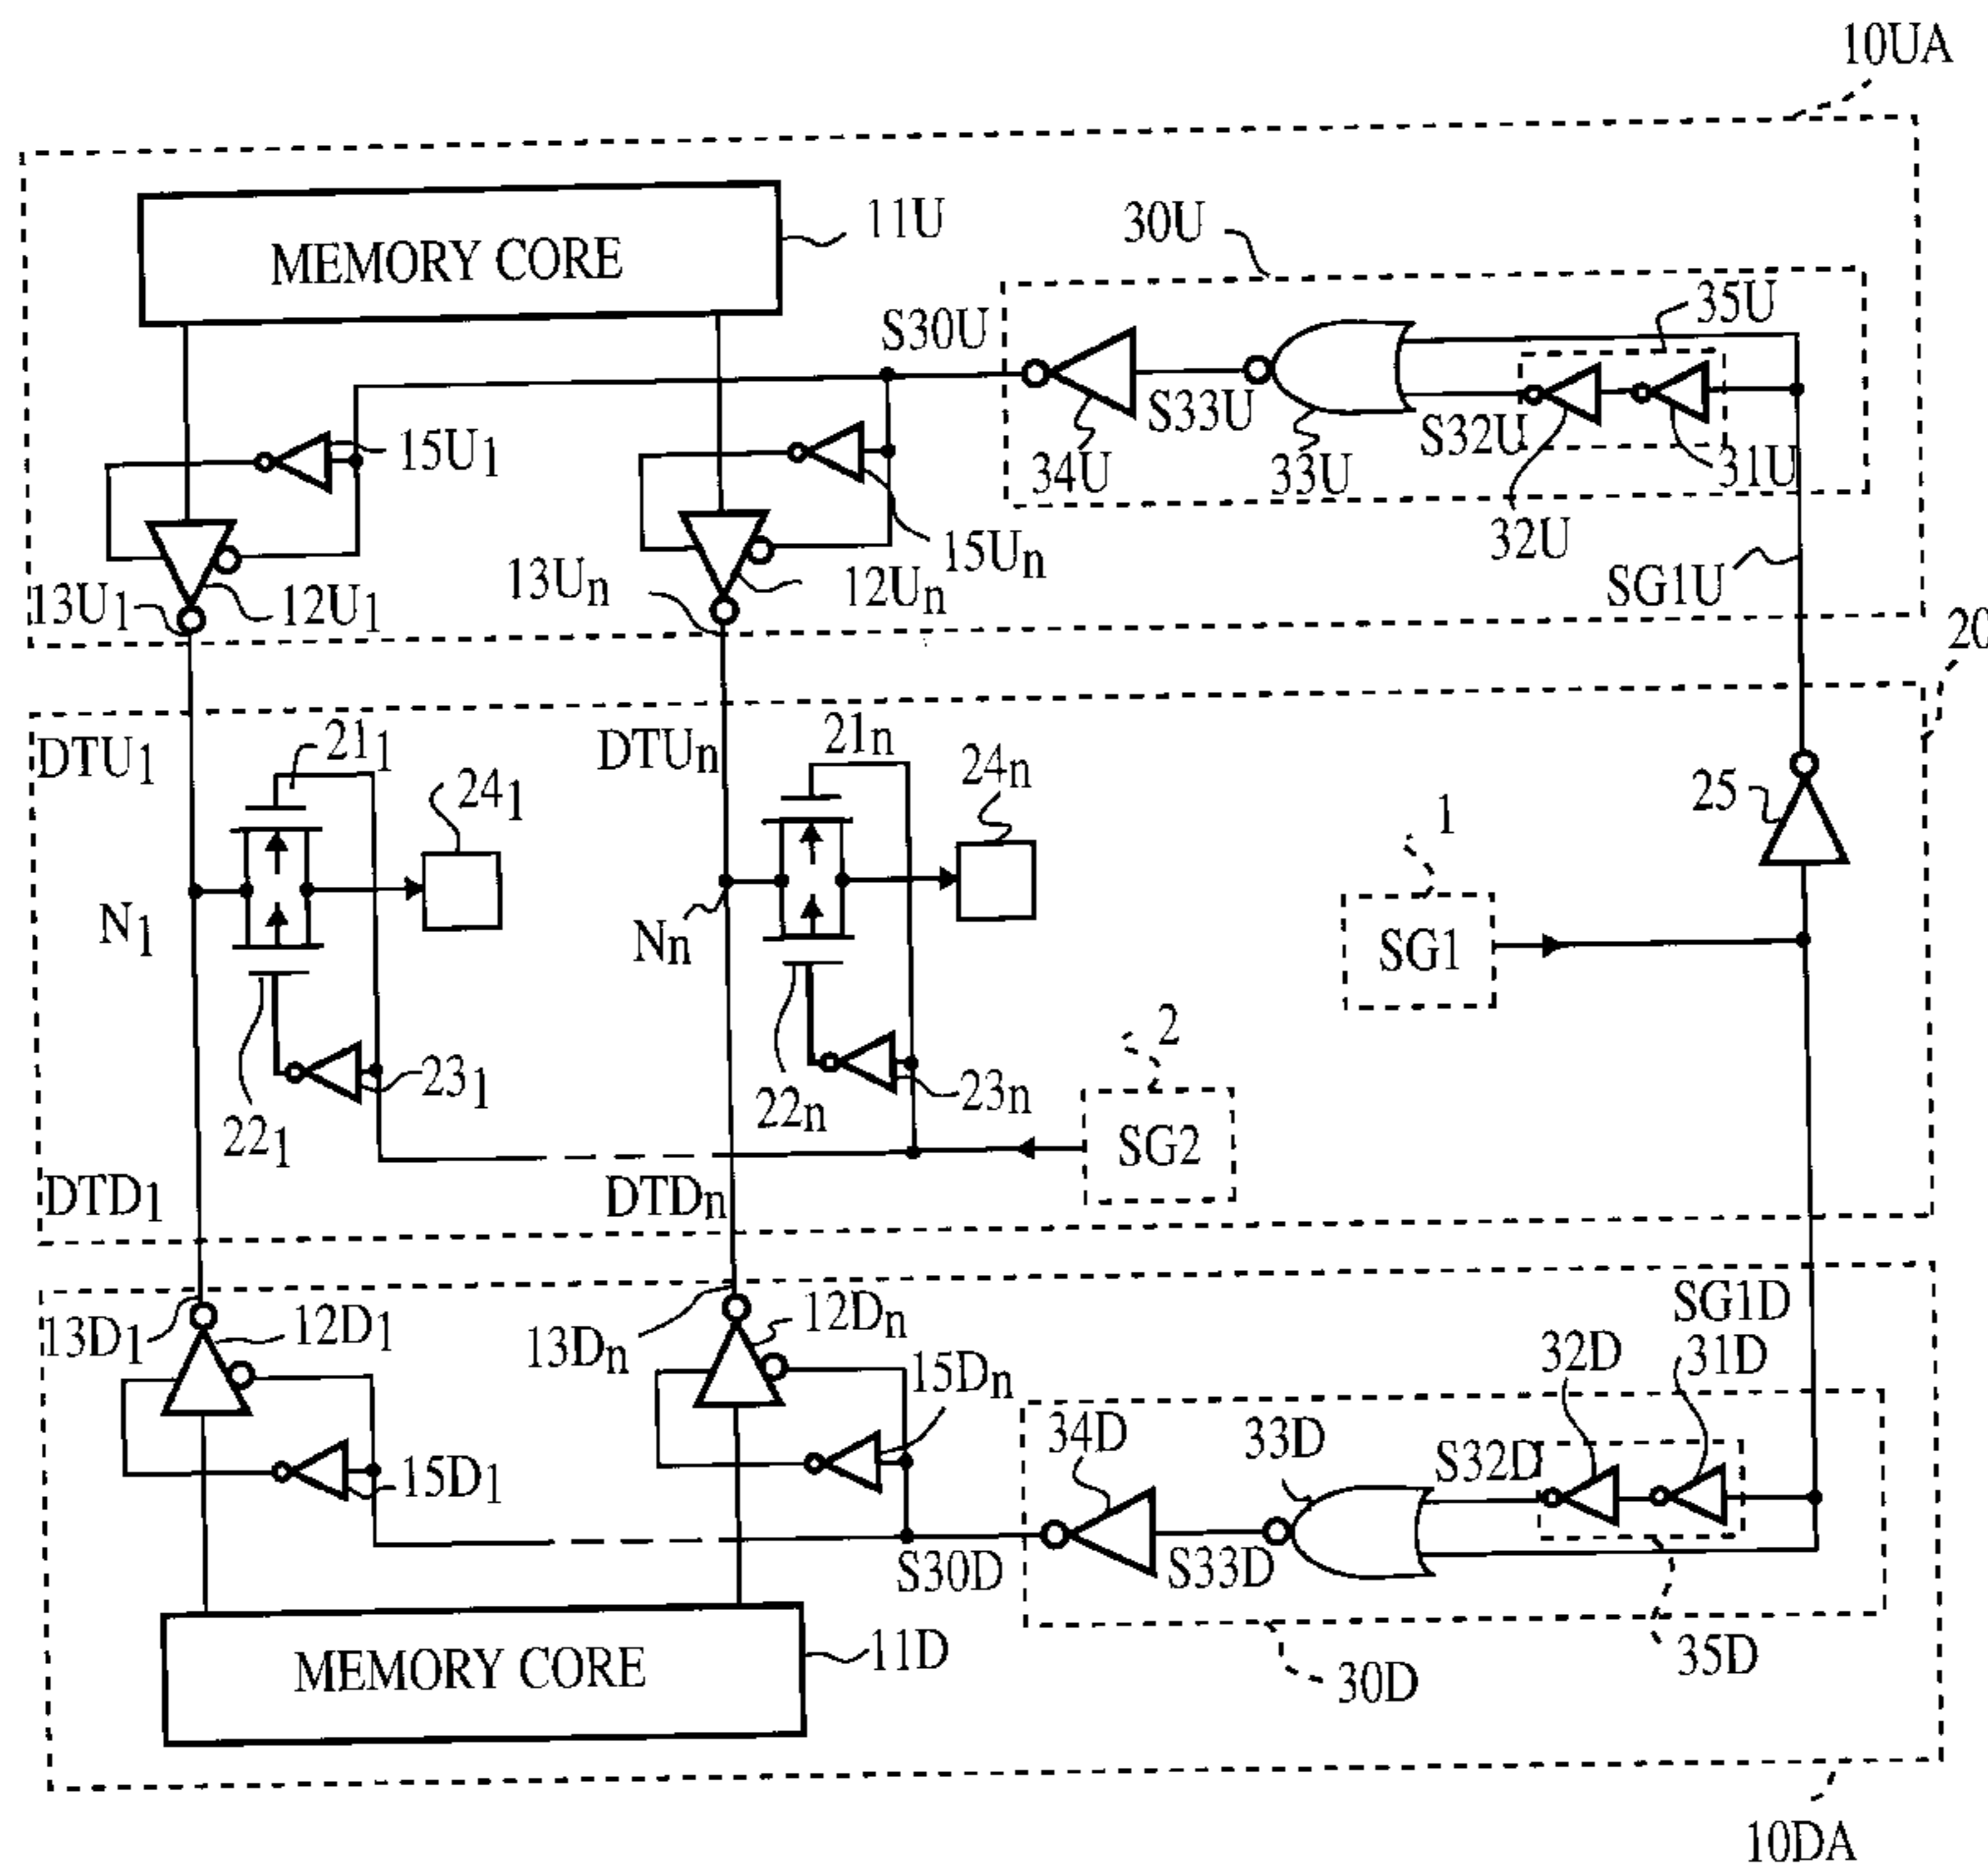 10UA
MEMORY CORE
11U
30U
35U
S30U
S33U
S32U
34U
33U
31U
32U
15U1
15Un
13U1
12U1
13Un
12Un
SG1U
20
DTU1
211
241
DTUn
21n
24n
25
1
SG1
N1
Nn
2
SG2
221
231
22n
23n
DTD1
DTDn
SG1D
13D1
12D1
13Dn
12Dn
15Dn
32D
31D
34D
33D
S32D
15D1
S30D
S33D
35D
30D
MEMORY CORE
11D
10DA